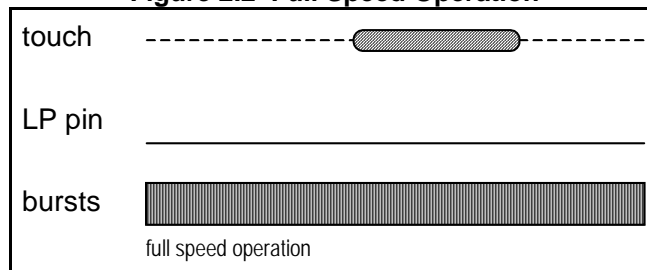 Figure 2.2 Full Speed Operation
touch
LP pin
bursts
full speed operation